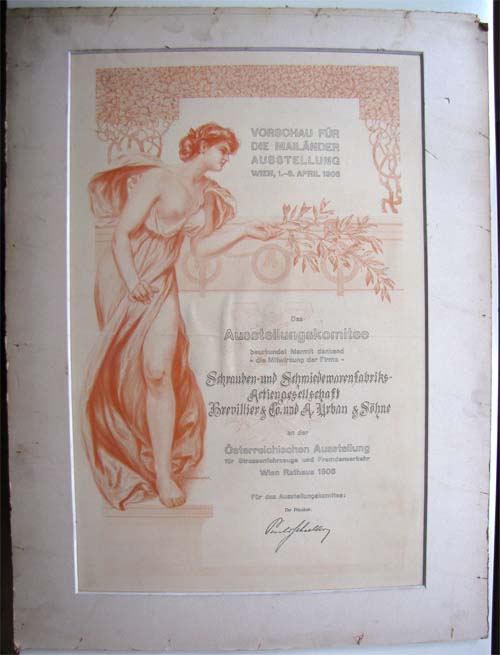 VORSCHAU FÜR
DIE MAILÄNDER
AUSSTELLUNG
WIEN, 1.-8. APRIL 1906
Das
Ausstellungskomitee
beurkundet hiermit dankend
- die Mitwirkung der Firma -
Schrauben-und Schmiedewarenfabriks-
Actiengesellschaft
Brevillier & Co. und A. Urban & Söhne
an der
Österreichischen Ausstellung
für Strassenfahrzeuge und Fremdenverkehr
Wien Rathaus 1906
Für das Ausstellungskomitee:
Der Präsident: